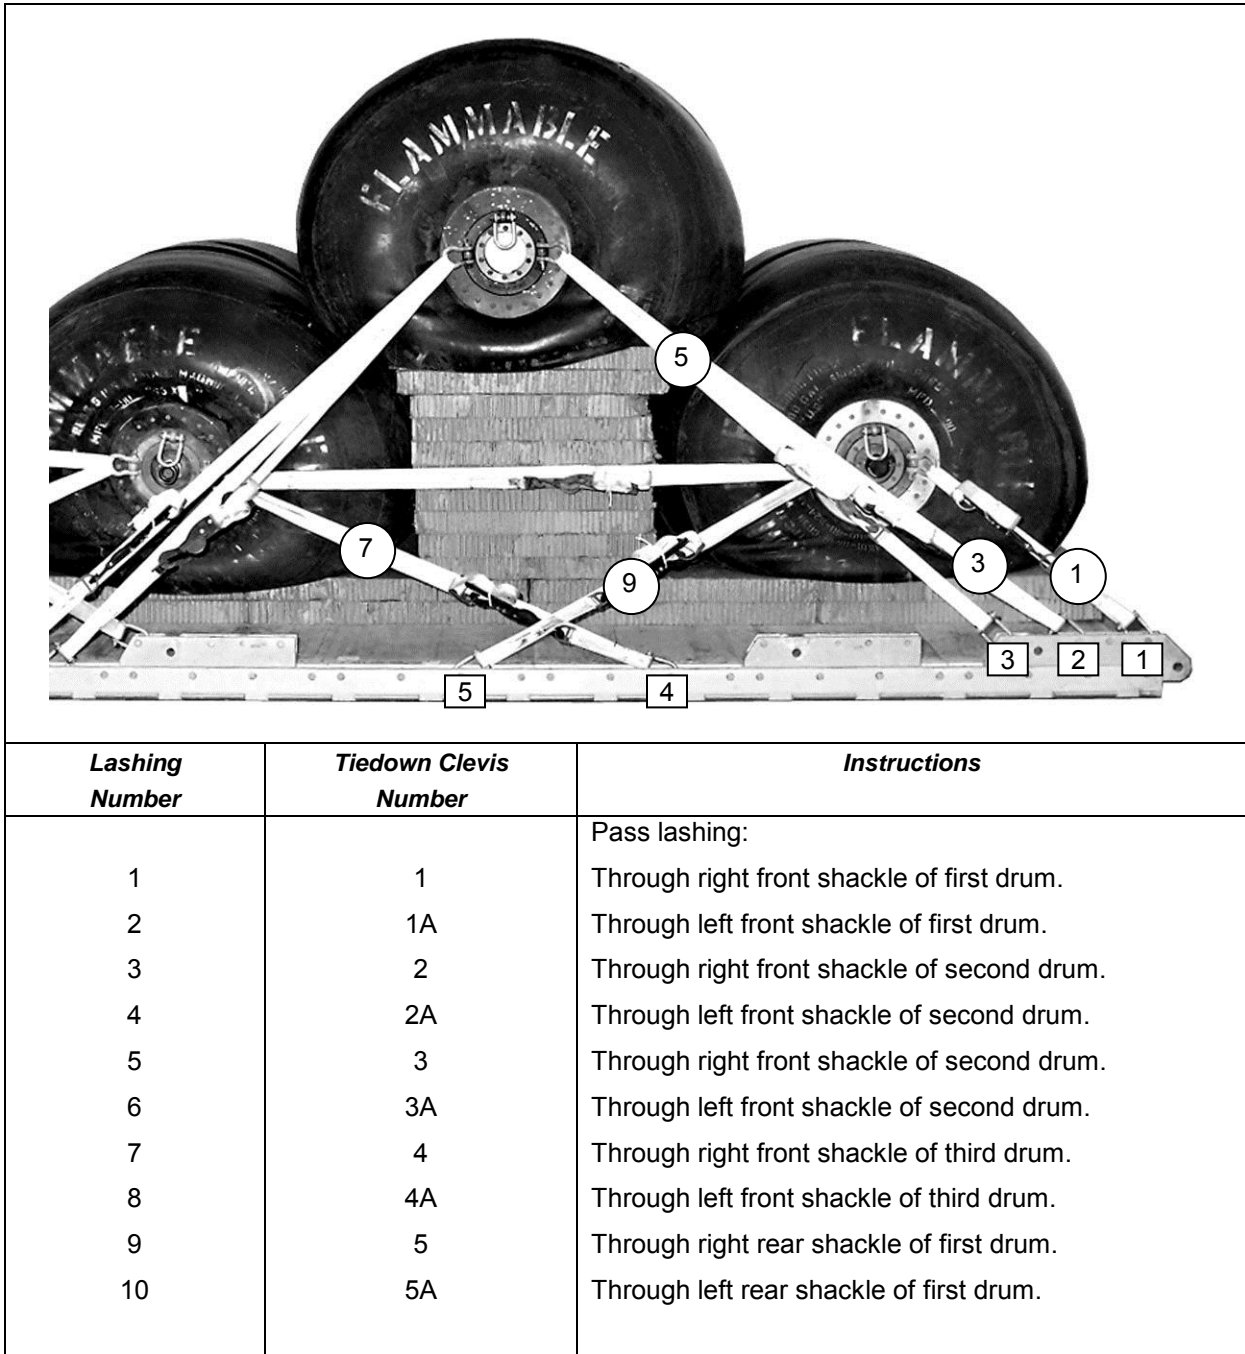 FLAMMABLE
FLAMMABLE
5
7
9
3
1
3
2
1
5
4
Lashing Number
Tiedown Clevis Number
Instructions
Pass lashing:
1 1 Through right front shackle of first drum.
2 1A Through left front shackle of first drum.
3 2 Through right front shackle of second drum.
4 2A Through left front shackle of second drum.
5 3 Through right front shackle of second drum.
6 3A Through left front shackle of second drum.
7 4 Through right front shackle of third drum.
8 4A Through left front shackle of third drum.
9 5 Through right rear shackle of first drum.
10 5A Through left rear shackle of first drum.